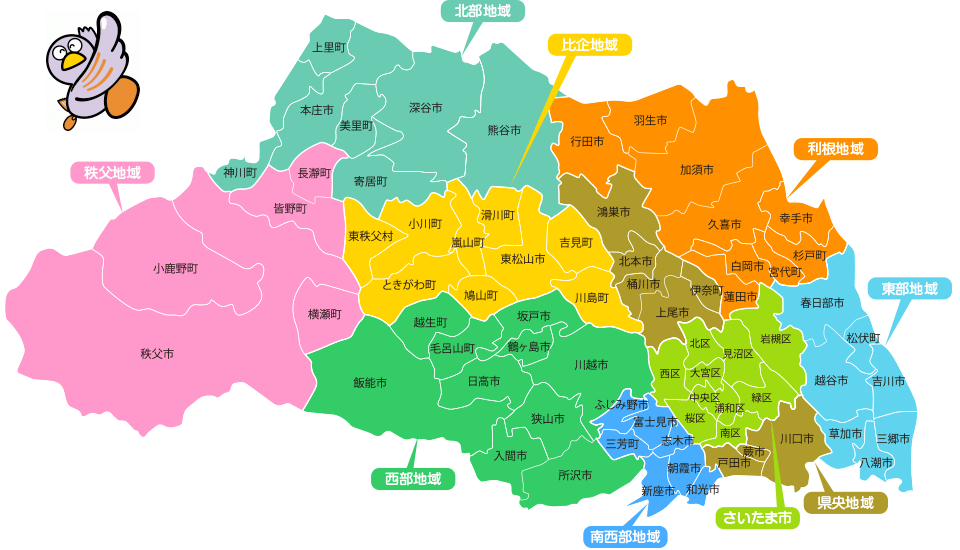 北部地域
比企地域
上里町
本庄市
美里町
深谷市
熊谷市
神川町
寄居町
秩父地域
長瀞町
皆野町
小鹿野町
横瀬町
秩父市
東秩父村
小川町
滑川町
嵐山町
東松山市
吉見町
ときがわ町
鳩山町
川島町
行田市
羽生市
加須市
利根地域
久喜市
幸手市
白岡市
杉戸町
宮代町
蓮田市
鴻巣市
北本市
桶川市
伊奈町
上尾市
東部地域
春日部市
松伏町
越谷市
吉川市
草加市
三郷市
八潮市
岩槻区
北区
見沼区
西区
大宮区
中央区
緑区
浦和区
桜区
南区
越生町
坂戸市
毛呂山町
鶴ヶ島市
川越市
飯能市
日高市
狭山市
入間市
所沢市
西部地域
ふじみ野市
富士見市
三芳町
志木市
朝霞市
新座市
和光市
南西部地域
川口市
蕨市
戸田市
さいたま市
県央地域